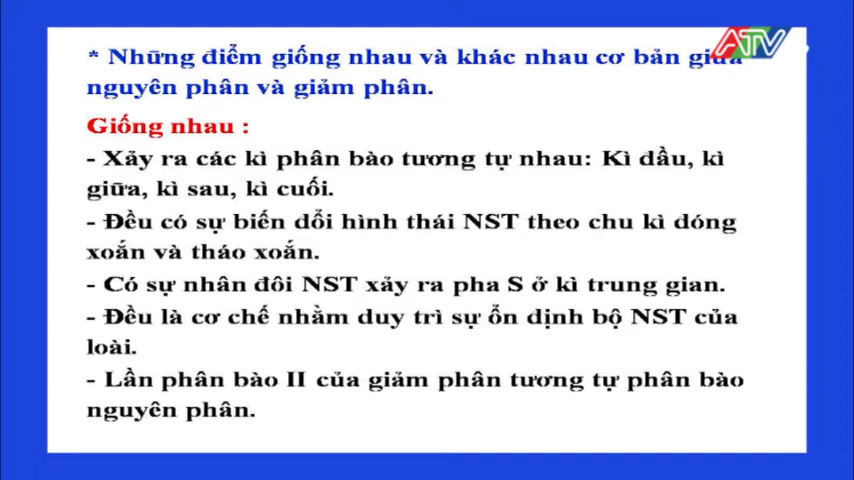 * Những điểm giống nhau và khác nhau cơ bản giữa
nguyên phân và giảm phân.
Giống nhau :
- Xảy ra các kì phân bào tương tự nhau: Kì đầu, kì
giữa, kì sau, kì cuối.
- Đều có sự biến đổi hình thái NST theo chu kì đóng
xoắn và tháo xoắn.
- Có sự nhân đôi NST xảy ra pha S ở kì trung gian.
- Đều là cơ chế nhằm duy trì sự ổn định bộ NST của
loài.
- Lần phân bào II của giảm phân tương tự phân bào
nguyên phân.
ATV